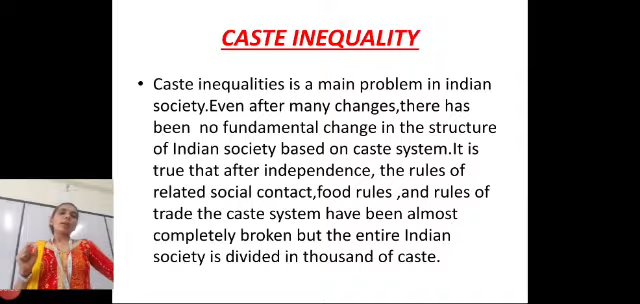 CASTE INEQUALITY
• Caste inequalities is a main problem in indian
society.Even after many changes,there has
been no fundamental change in the structure
of Indian society based on caste system.It is
true that after independence, the rules of
related social contact,food rules ,and rules of
trade the caste system have been almost
completely broken but the entire Indian
society is divided in thousand of caste.